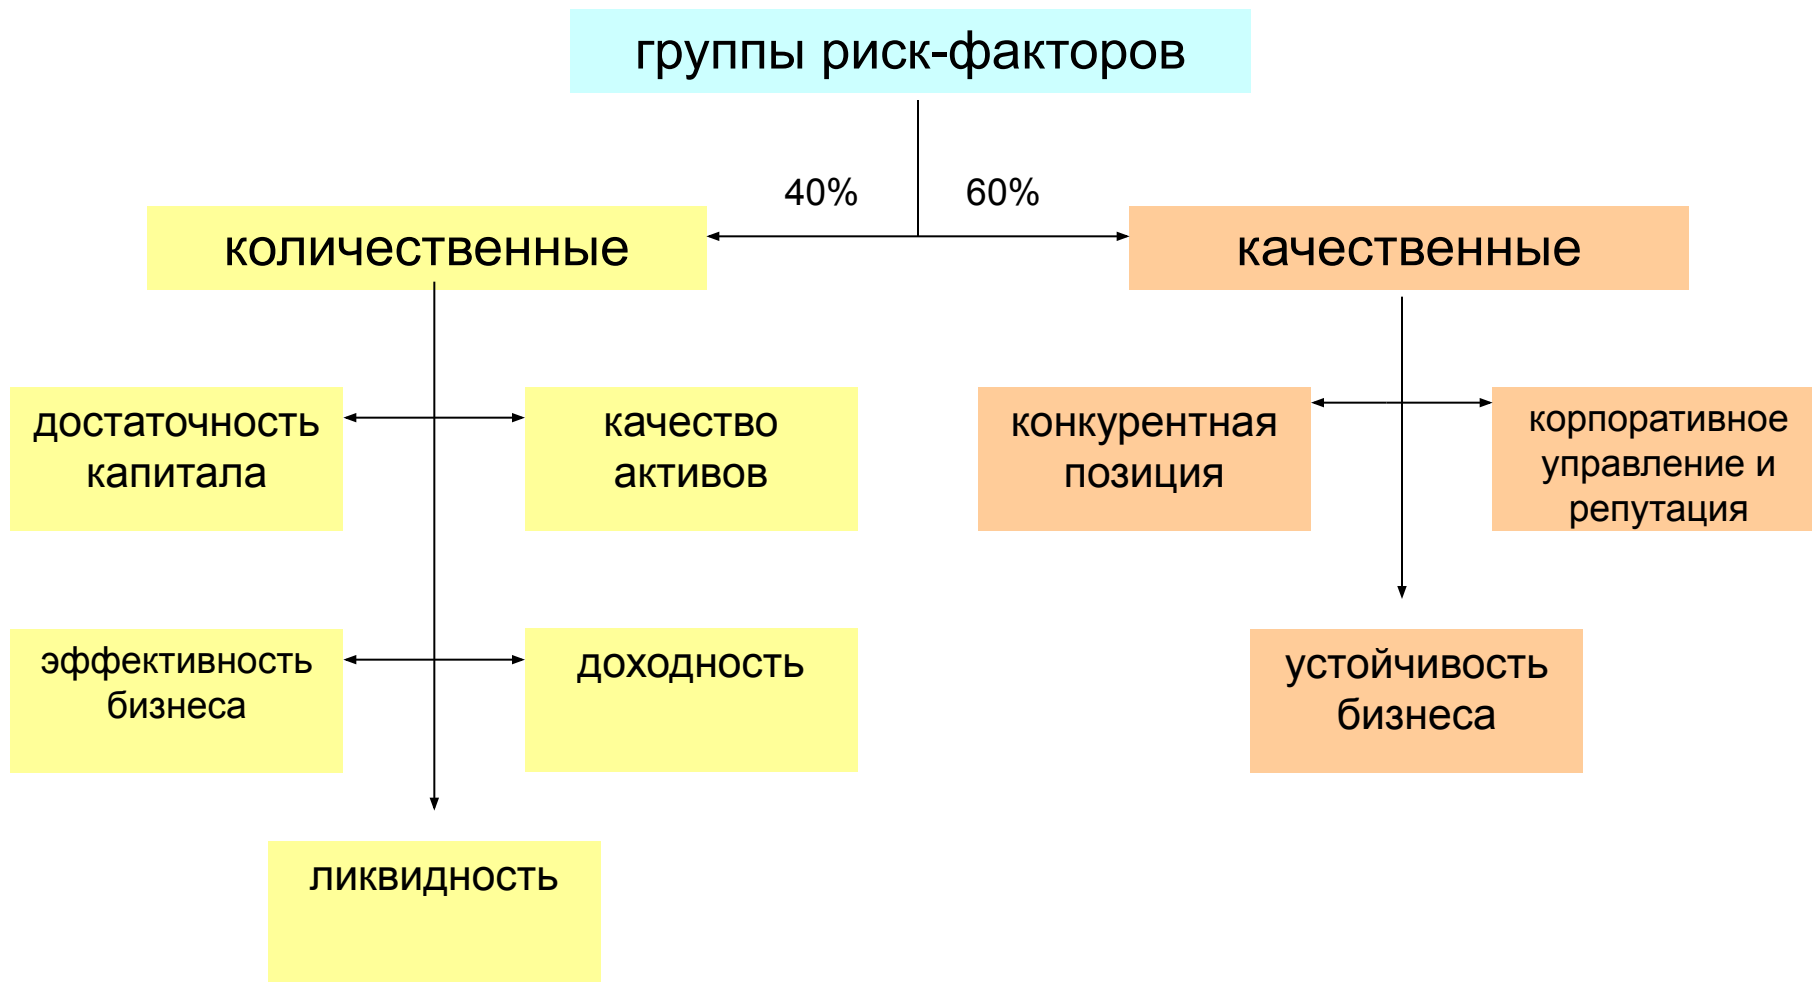 группы риск-факторов
40%
60%
количественные
качественные
достаточность
капитала
качество
активов
конкурентная
позиция
корпоративное
управление и
репутация
эффективность
бизнеса
доходность
устойчивость
бизнеса
ликвидность